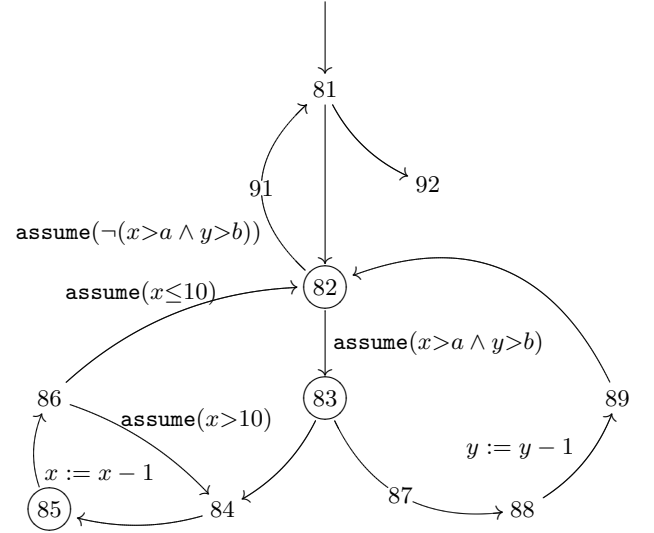 81
91
92
assume(¬(x>a ∧ y>b))
82
assume(x≤10)
assume(x>a ∧ y>b)
86
83
89
assume(x>10)
y := y − 1
x := x − 1
87
85
84
88